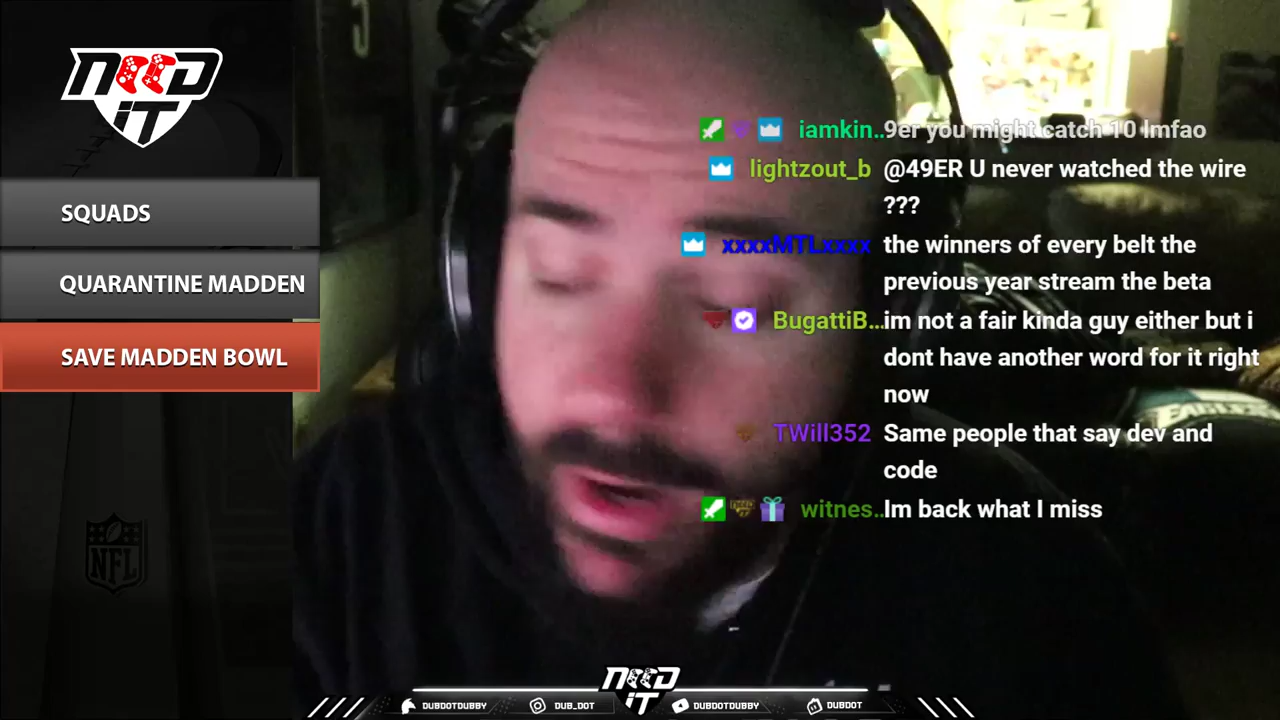 NEED
IT
SQUADS
QUARANTINE MADDEN
SAVE MADDEN BOWL
NFL
iamkin.. 9er you might catch 10 lmfao
lightzout_b @49ER U never watched the wire
???
xxxxMTLxxxx the winners of every belt the
previous year stream the beta
BugattiB... im not a fair kinda guy either but i
dont have another word for it right
now
TWill352 Same people that say dev and
code
witnes.. Im back what I miss
EAGLES
NEED
IT
DUBDOTDUBBY DUB_DOT DUBDOTDUBBY DUBDOT